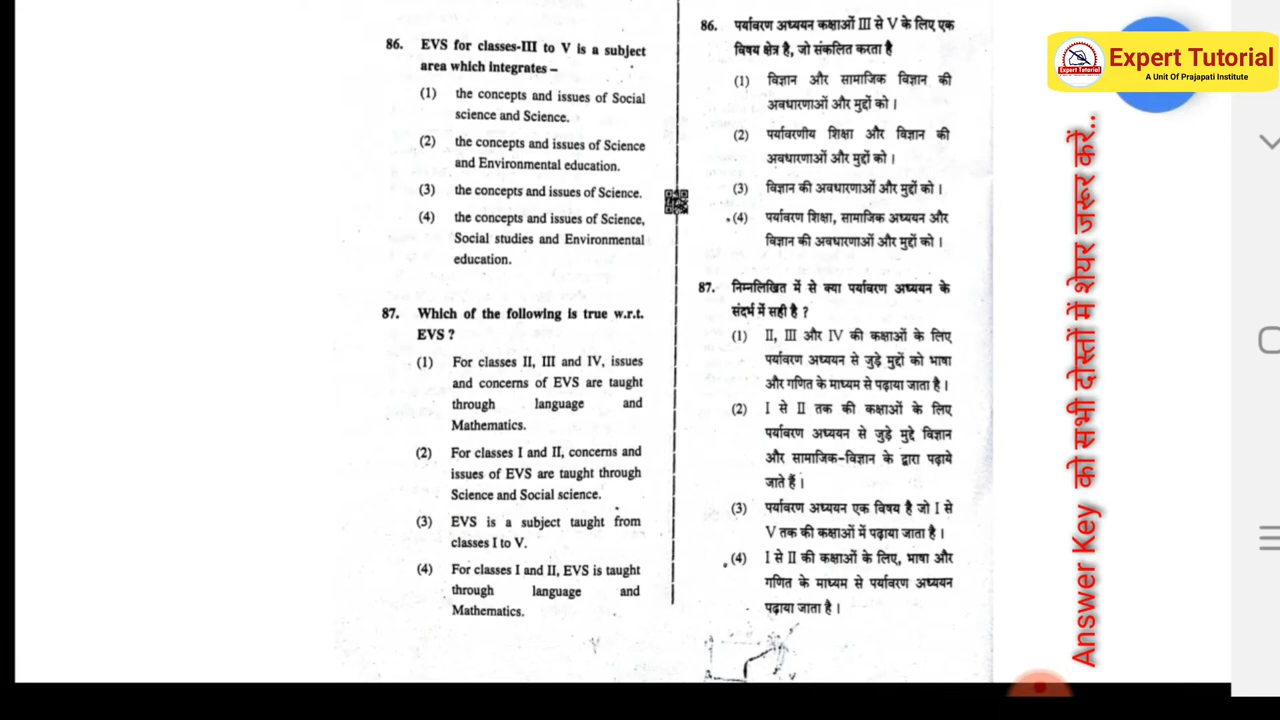 86. EVS for classes-III to V is a subject
area which integrates –
(1) the concepts and issues of Social
science and Science.
(2) the concepts and issues of Science
and Environmental education.
(3) the concepts and issues of Science.
(4) the concepts and issues of Science,
Social studies and Environmental
education.
87. Which of the following is true w.r.t.
EVS ?
(1) For classes II, III and IV, issues
and concerns of EVS are taught
through language and
Mathematics.
(2) For classes I and II, concerns and
issues of EVS are taught through
Science and Social science.
(3) EVS is a subject taught from
classes I to V.
(4) For classes I and II, EVS is taught
through language and
Mathematics.
86. पर्यावरण अध्ययन कक्षाओं III से V के लिए एक
विषय क्षेत्र है, जो संकलित करता है
(1) विज्ञान और सामाजिक विज्ञान की
अवधारणाओं और मुद्दों को ।
(2) पर्यावरणीय शिक्षा और विज्ञान की
अवधारणाओं और मुद्दों को ।
(3) विज्ञान की अवधारणाओं और मुद्दों को ।
(4) पर्यावरण शिक्षा, सामाजिक अध्ययन और
विज्ञान की अवधारणाओं और मुद्दों को ।
87. निम्नलिखित में से क्या पर्यावरण अध्ययन के
संदर्भ में सही है ?
(1) II, III और IV की कक्षाओं के लिए
पर्यावरण अध्ययन से जुड़े मुद्दों को भाषा
और गणित के माध्यम से पढ़ाया जाता है ।
(2) I से II तक की कक्षाओं के लिए
पर्यावरण अध्ययन से जुड़े मुद्दे विज्ञान
और सामाजिक-विज्ञान के द्वारा पढ़ाये
जाते हैं ।
(3) पर्यावरण अध्ययन एक विषय है जो I से
V तक की कक्षाओं में पढ़ाया जाता है ।
(4) I से II की कक्षाओं के लिए, भाषा और
गणित के माध्यम से पर्यावरण अध्ययन
पढ़ाया जाता है ।
Expert Tutorial
Expert Tutorial
A Unit Of Prajapati Institute
Answer Key को सभी दोस्तों में शेयर जरूर करें..